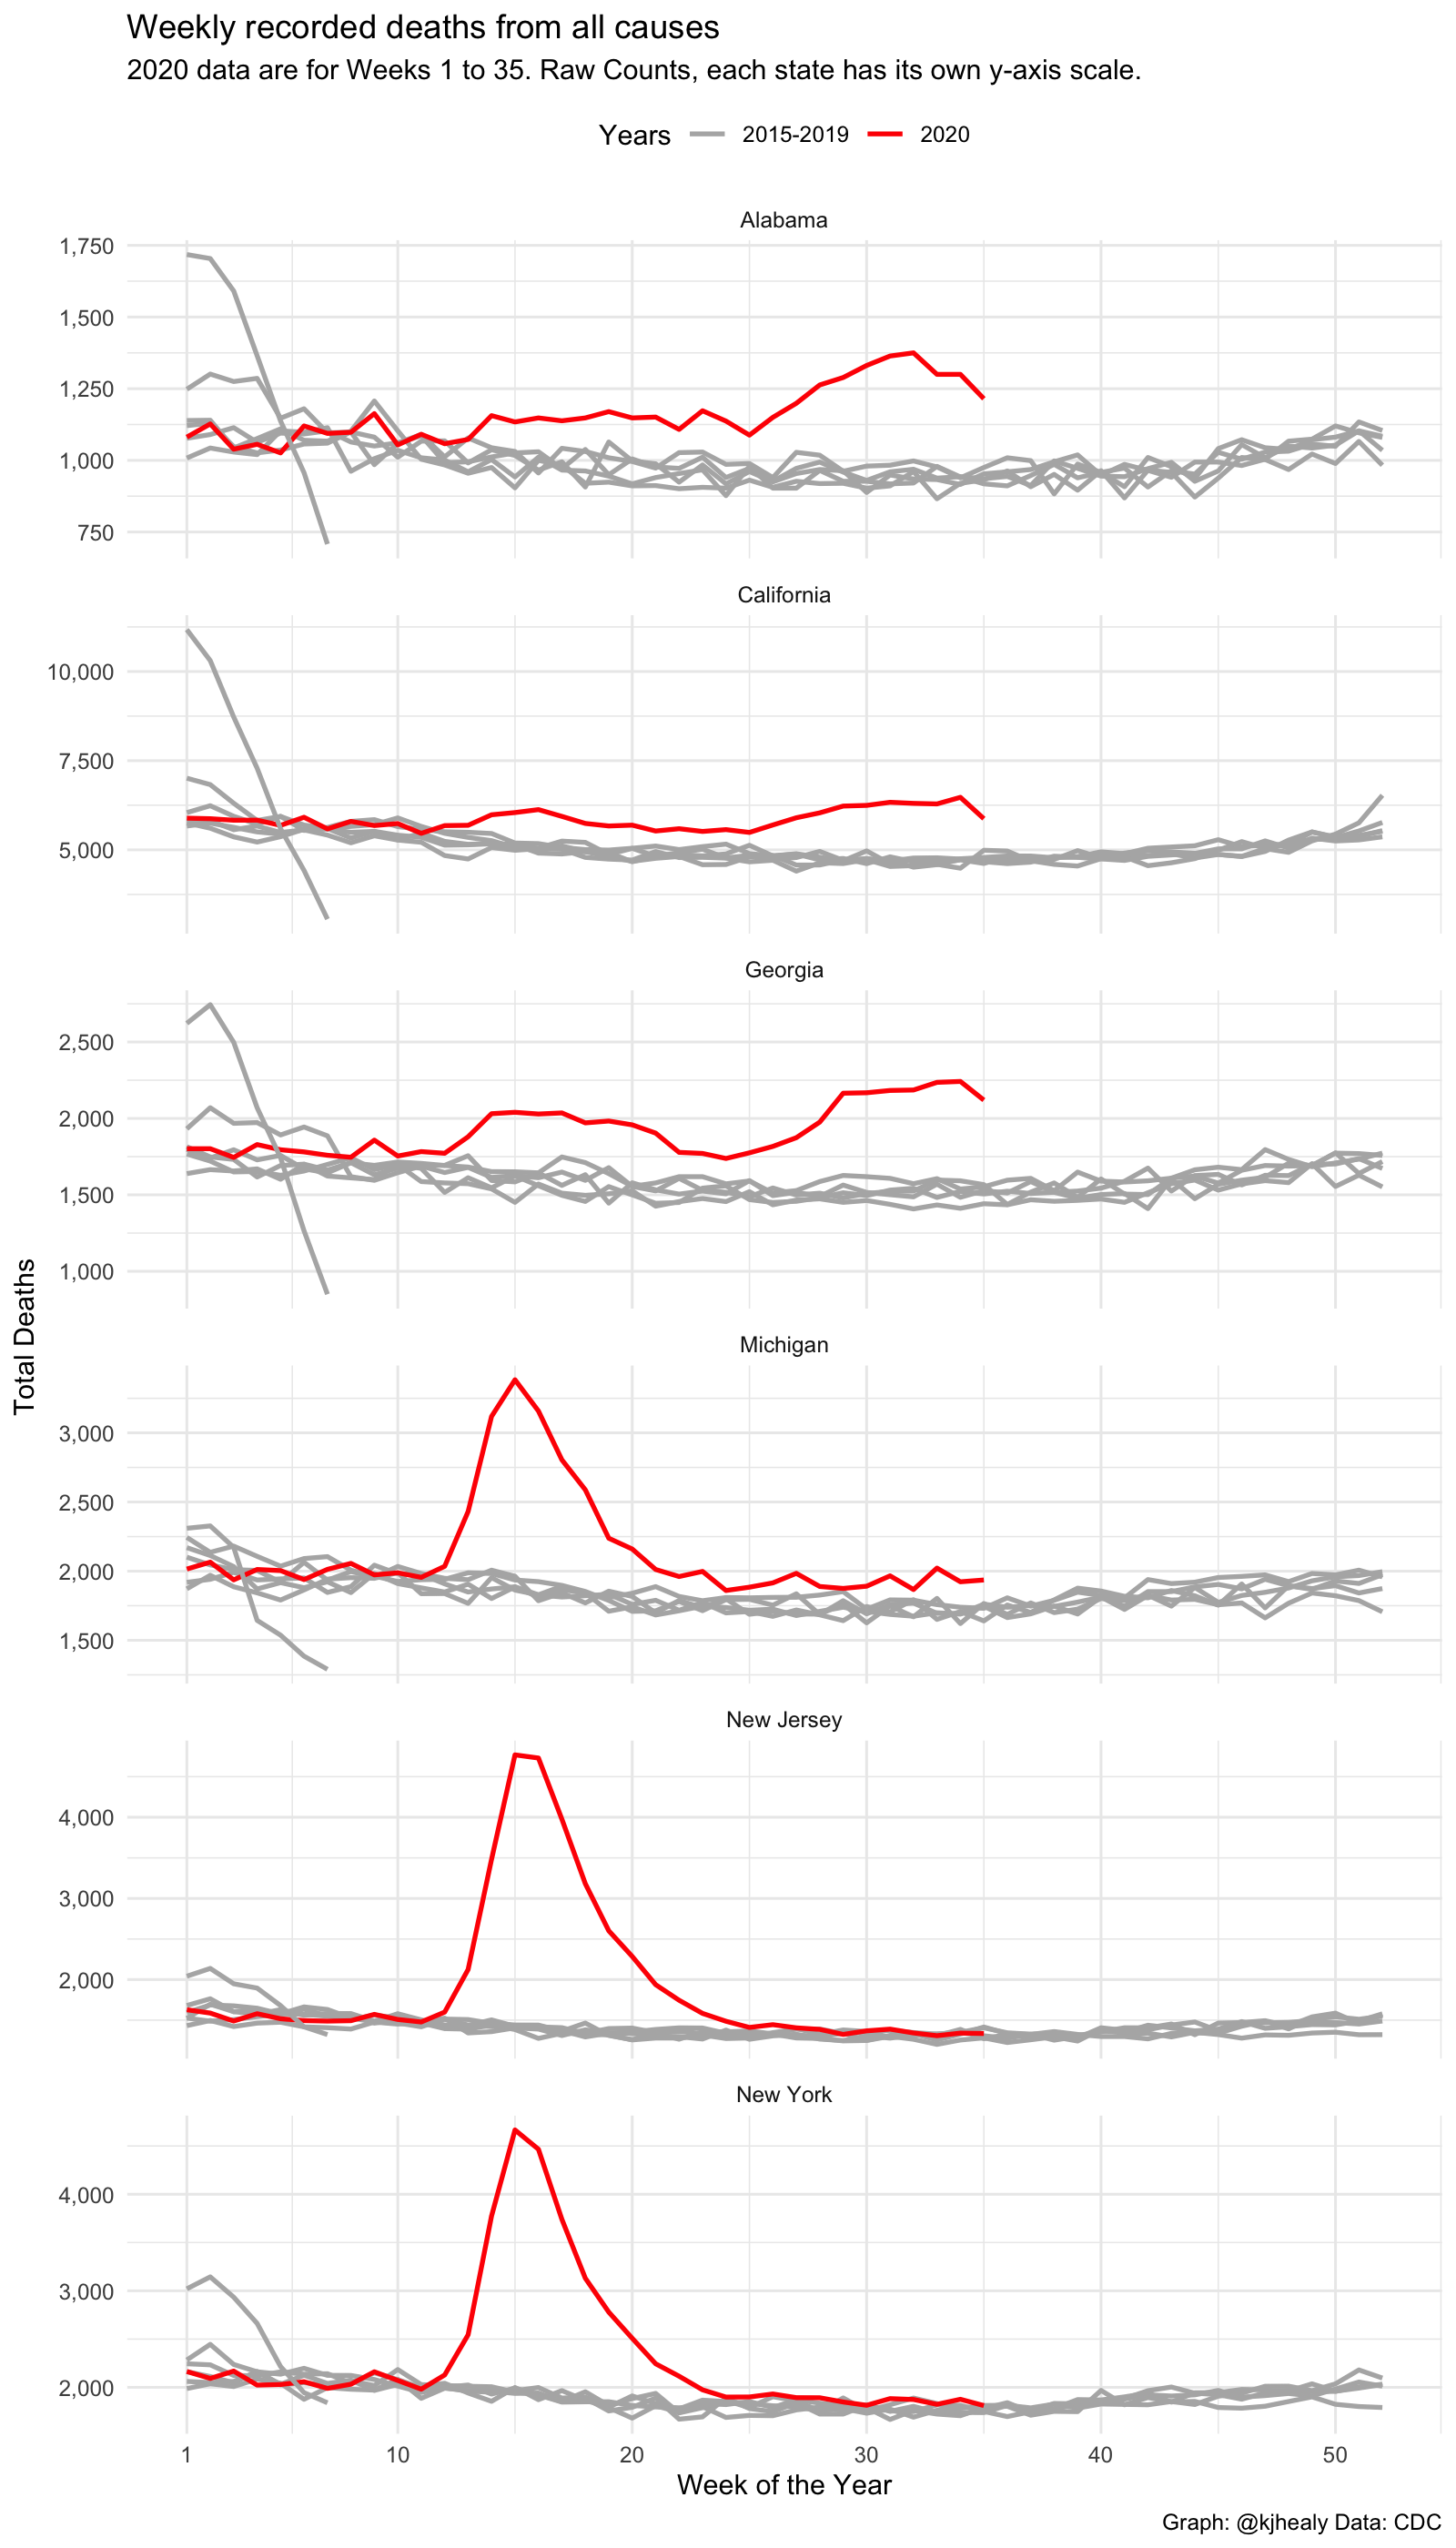 Weekly recorded deaths from all causes
2020 data are for Weeks 1 to 35. Raw Counts, each state has its own y-axis scale.
Years 2015-2019 2020
Alabama
1,750
1,500
1,250
1,000
750
California
10,000
7,500
5,000
Georgia
2,500
2,000
1,500
1,000
Total Deaths
Michigan
3,000
2,500
2,000
1,500
New Jersey
4,000
3,000
2,000
New York
4,000
3,000
2,000
1 10 20 30 40 50
Week of the Year
Graph: @kjhealy Data: CDC